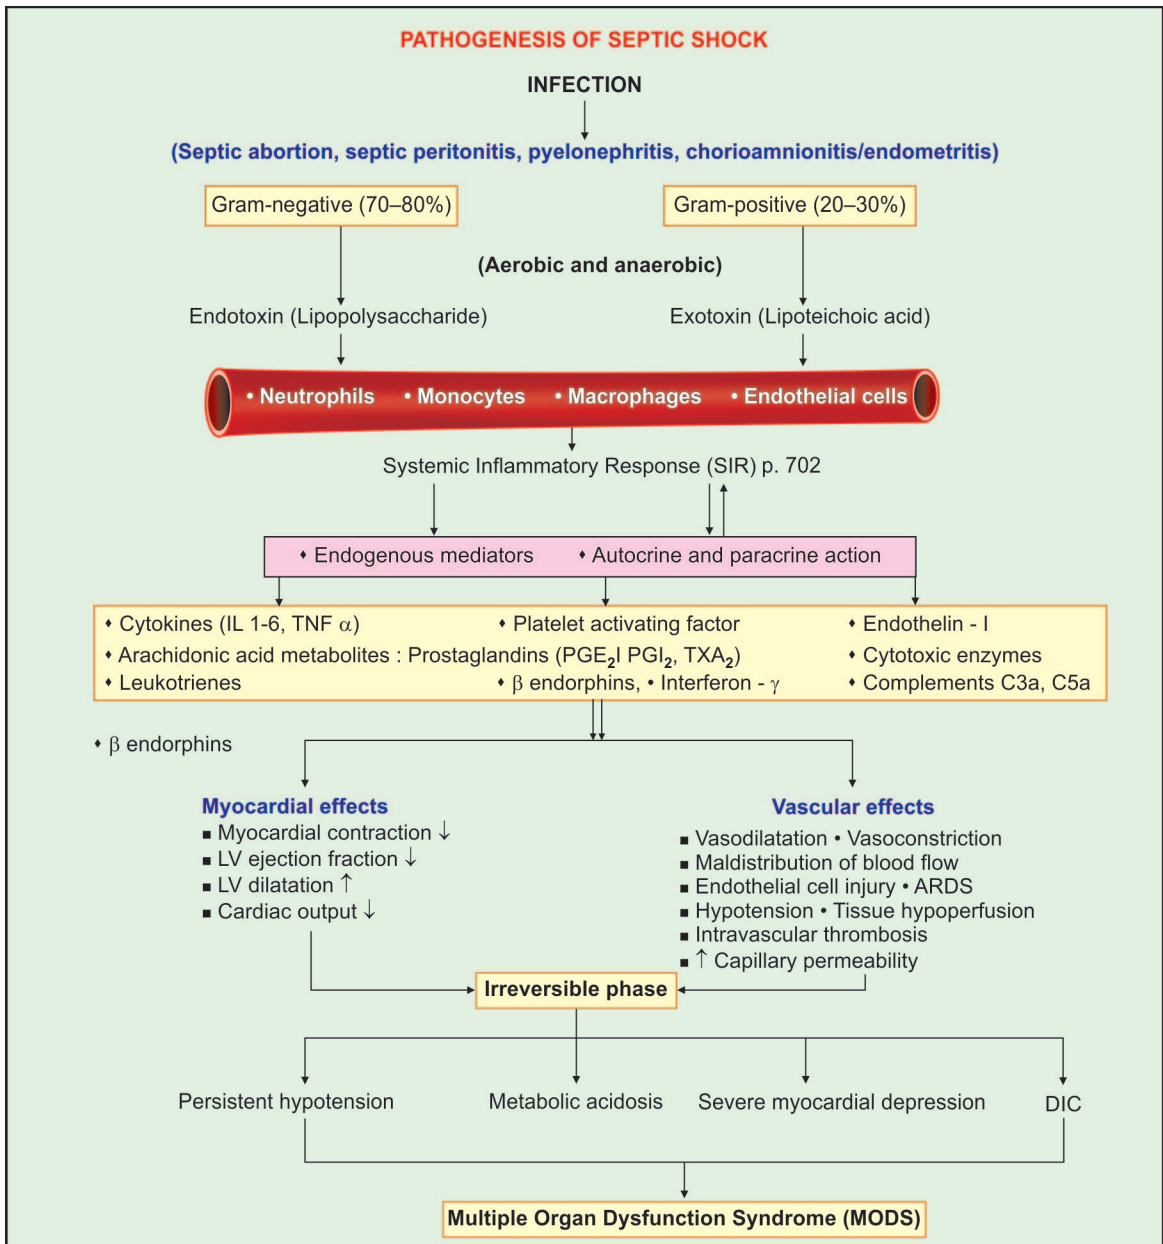 PATHOGENESIS OF SEPTIC SHOCK
INFECTION
(Septic abortion, septic peritonitis, pyelonephritis, chorioamnionitis/endometritis)
Gram-negative (70–80%) Gram-positive (20–30%)
(Aerobic and anaerobic)
Endotoxin (Lipopolysaccharide) Exotoxin (Lipoteichoic acid)
• Neutrophils • Monocytes • Macrophages • Endothelial cells
Systemic Inflammatory Response (SIR) p. 702
♦ Endogenous mediators ♦ Autocrine and paracrine action
♦ Cytokines (IL 1-6, TNF α) ♦ Platelet activating factor ♦ Endothelin - I
♦ Arachidonic acid metabolites : Prostaglandins (PGE₂I PGI₂, TXA₂) ♦ Cytotoxic enzymes
♦ Leukotrienes ♦ β endorphins, • Interferon - γ ♦ Complements C3a, C5a
♦ β endorphins
Myocardial effects
■ Myocardial contraction ↓
■ LV ejection fraction ↓
■ LV dilatation ↑
■ Cardiac output ↓
Vascular effects
■ Vasodilatation • Vasoconstriction
■ Maldistribution of blood flow
■ Endothelial cell injury • ARDS
■ Hypotension • Tissue hypoperfusion
■ Intravascular thrombosis
■ ↑ Capillary permeability
Irreversible phase
Persistent hypotension Metabolic acidosis Severe myocardial depression DIC
Multiple Organ Dysfunction Syndrome (MODS)